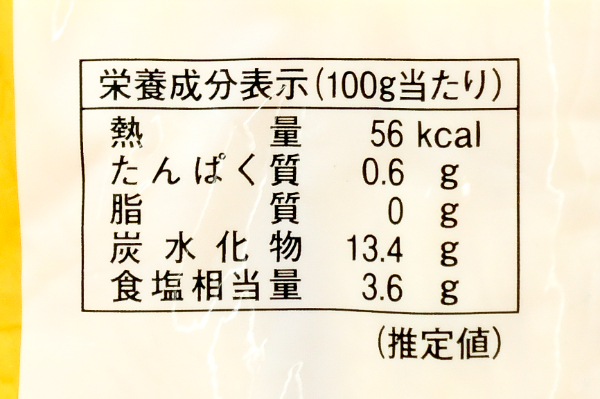 栄養成分表示(100g当たり)
熱量 56 kcal
たんぱく質 0.6 g
脂質 0 g
炭水化物 13.4 g
食塩相当量 3.6 g
(推定値)